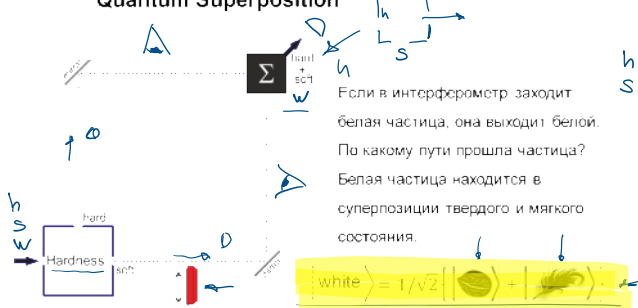 Quantum Superposition
h
s
D
hard
+
soft
h
W
Σ
h
s
Если в интерферометр заходит
белая частица, она выходит белой.
По какому пути прошла частица?
Белая частица находится в
суперпозиции твердого и мягкого
состояния.
h
s
w
hard
Hardness
soft
D
|white⟩ = 1/√2 (| ⟩ + | ⟩)